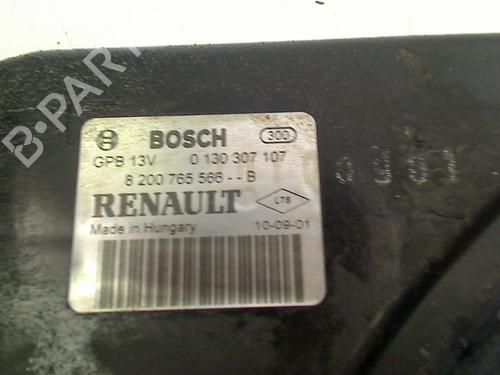 B-PARTS
BOSCH 300
GPB 13V 0 130 307 107
8 200 765 566 - - B
RENAULT L78
Made in Hungary 10-09-01